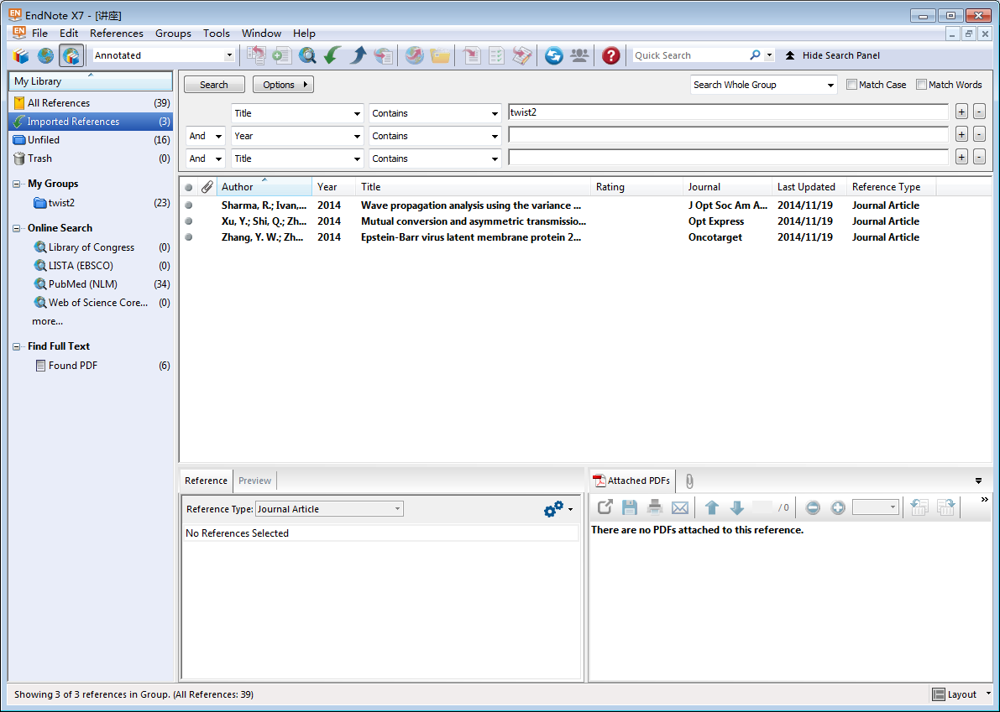 EndNote X7 - [讲座]
File Edit References Groups Tools Window Help
Annotated Quick Search Hide Search Panel
My Library
All References (39)
Imported References (3)
Unfiled (16)
Trash (0)
My Groups
twist2 (23)
Online Search
Library of Congress (0)
LISTA (EBSCO) (0)
PubMed (NLM) (34)
Web of Science Core... (0)
more...
Find Full Text
Found PDF (6)
Search Options Search Whole Group Match Case Match Words
Title Contains twist2 + -
And Year Contains + -
And Title Contains + -
Author Year Title Rating Journal Last Updated Reference Type
Sharma, R.; Ivan,... 2014 Wave propagation analysis using the variance ... J Opt Soc Am A... 2014/11/19 Journal Article
Xu, Y.; Shi, Q.; Zh... 2014 Mutual conversion and asymmetric transmissio... Opt Express 2014/11/19 Journal Article
Zhang, Y. W.; Zh... 2014 Epstein-Barr virus latent membrane protein 2... Oncotarget 2014/11/19 Journal Article
Reference Preview
Reference Type: Journal Article
No References Selected
Attached PDFs
/ 0
There are no PDFs attached to this reference.
Showing 3 of 3 references in Group. (All References: 39) Layout